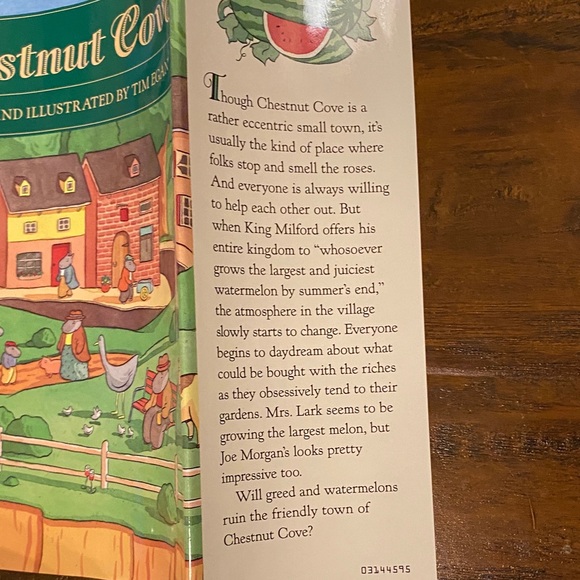 stnut Cov
ND ILLUSTRATED BY TIM EGAN
Though Chestnut Cove is a
rather eccentric small town, it's
usually the kind of place where
folks stop and smell the roses.
And everyone is always willing
to help each other out. But
when King Milford offers his
entire kingdom to “whosoever
grows the largest and juiciest
watermelon by summer's end,”
the atmosphere in the village
slowly starts to change. Everyone
begins to daydream about what
could be bought with the riches
as they obsessively tend to their
gardens. Mrs. Lark seems to be
growing the largest melon, but
Joe Morgan's looks pretty
impressive too.
Will greed and watermelons
ruin the friendly town of
Chestnut Cove?
03144595